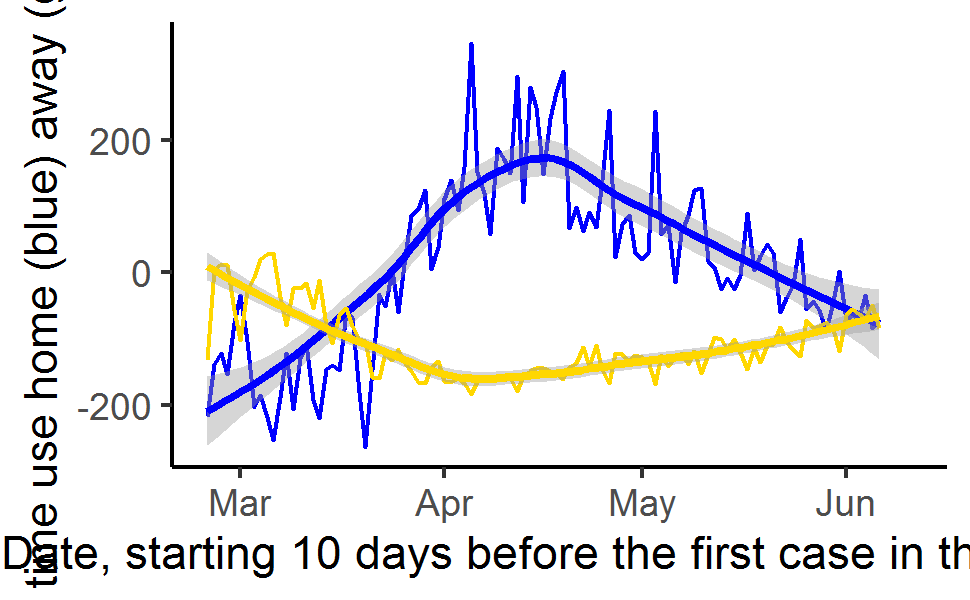 time use home (blue) away (
200
0
-200
Mar Apr May Jun
Date, starting 10 days before the first case in th